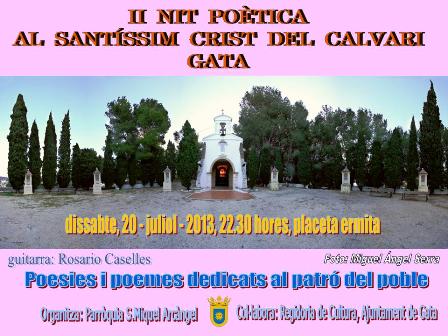 II NIT POÈTICA
AL SANTÍSSIM CRIST DEL CALVARI
GATA
dissabte, 20 - juliol - 2013, 22,30 hores, placeta ermita
guitarra: Rosario Caselles
Foto: Miguel Ángel Serra
Poesies i poemes dedicats al patró del poble
Organitza: Parròquia S.Miquel Arcàngel
Col·labora: Regidoria de Cultura, Ajuntament de Gata